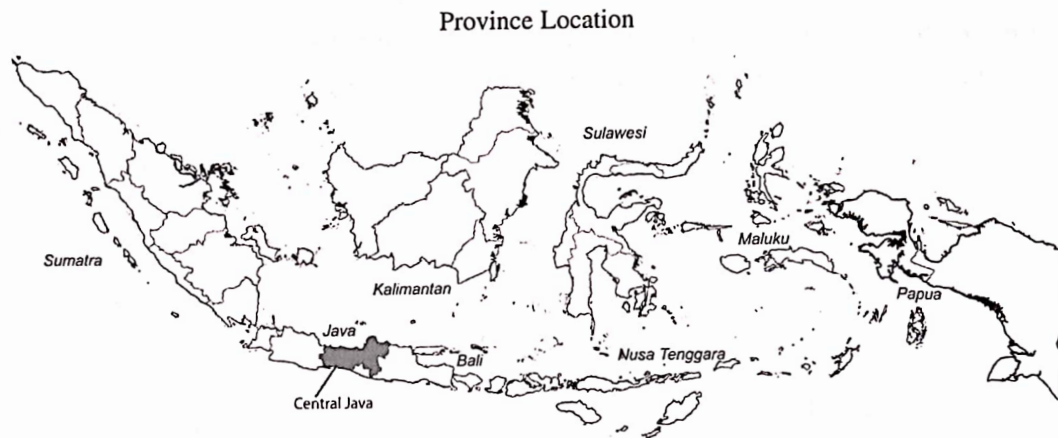 Province Location
Sulawesi
Maluku
Sumatra
Kalimantan
Papua
Java
Bali
Nusa Tenggara
Central Java